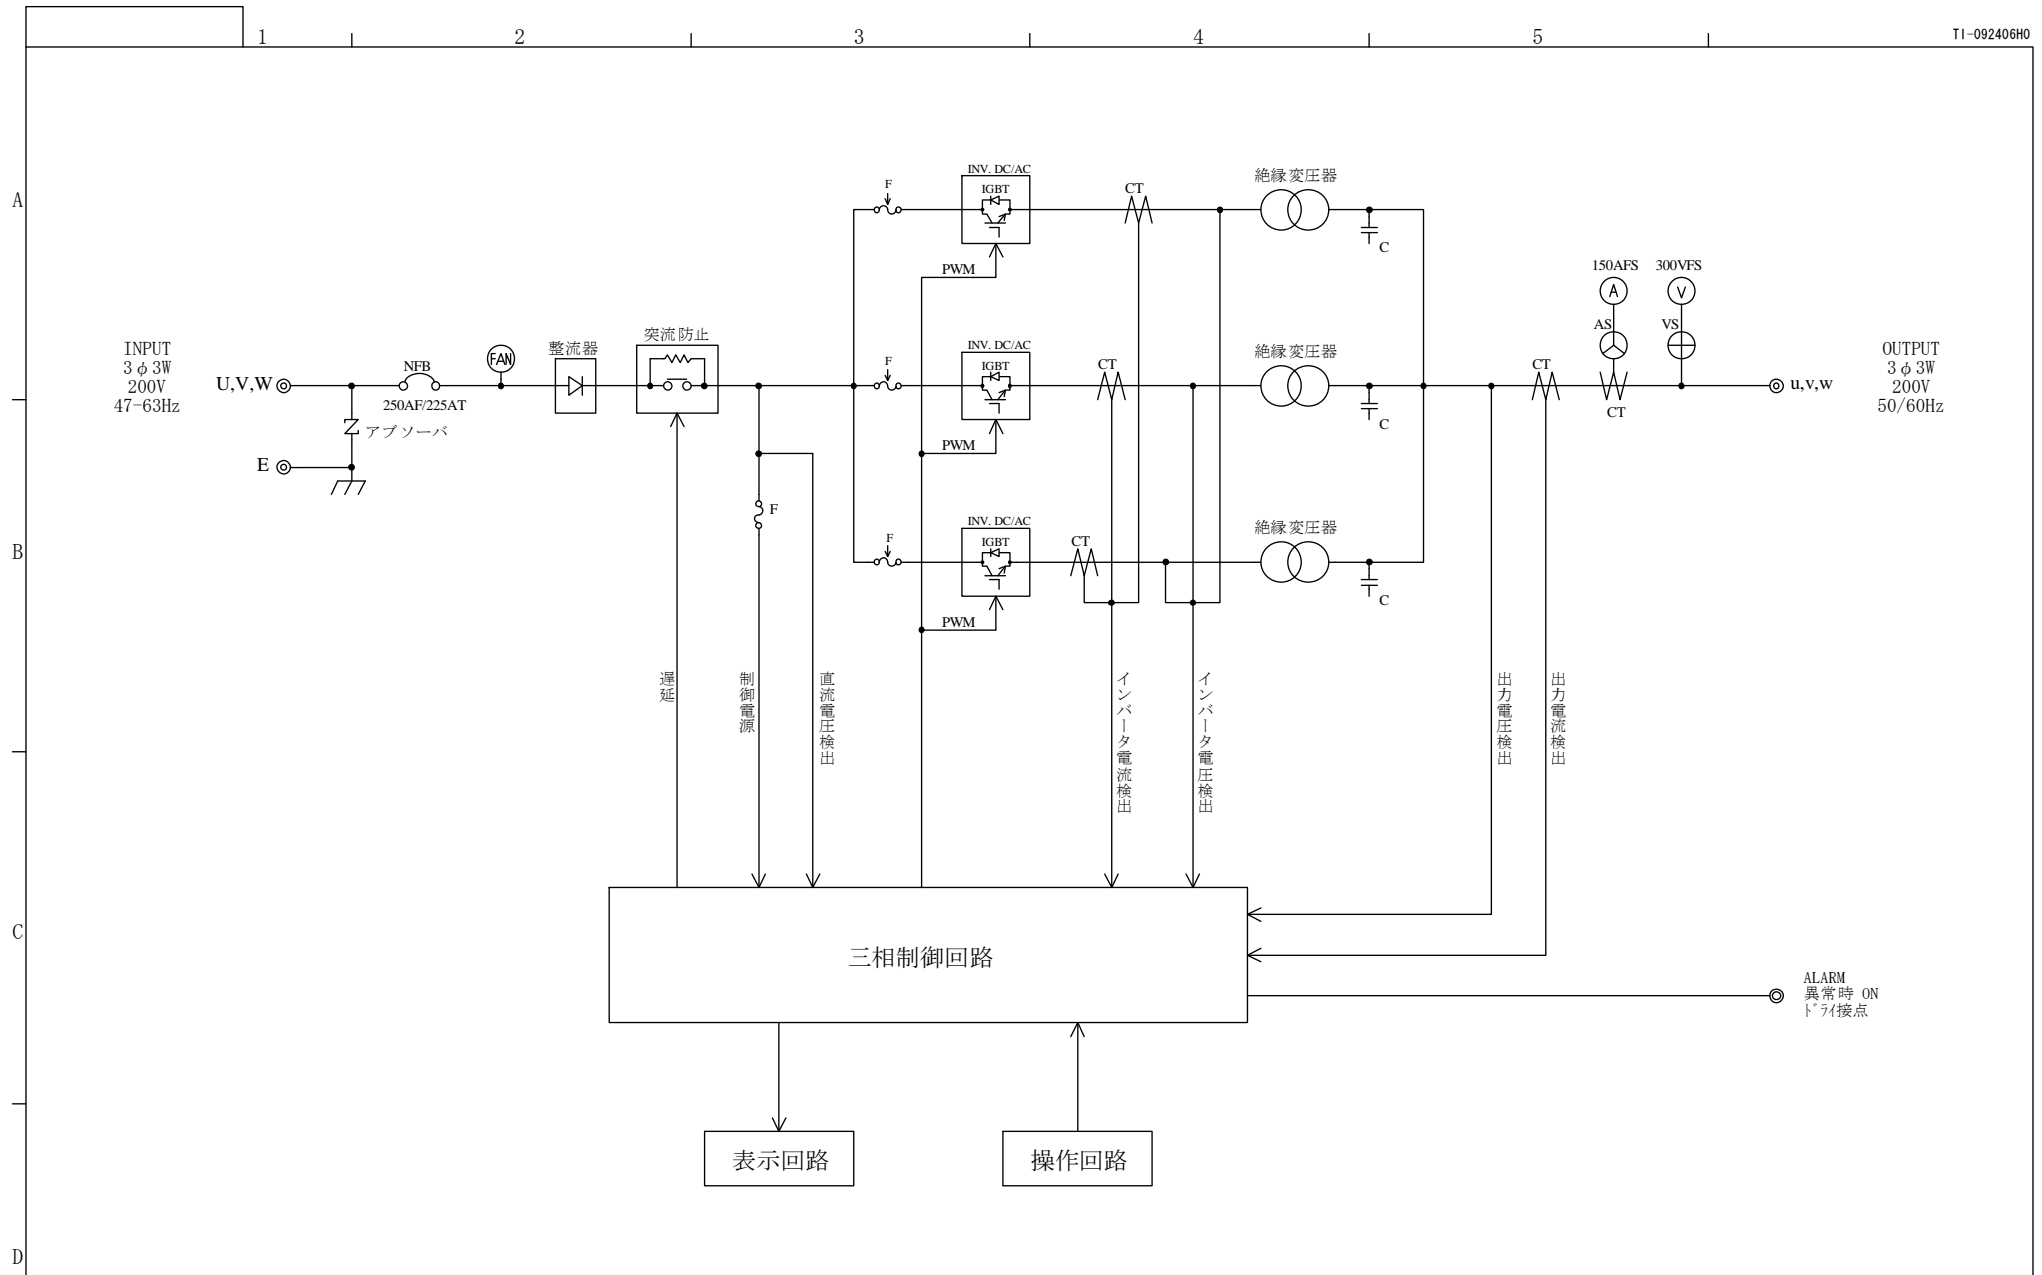 1
2
3
4
5
TI-092406H0
A
B
C
D
INPUT
3φ3W
200V
47-63Hz
U,V,W
E
アブソーバ
NFB
250AF/225AT
FAN
整流器
突流防止
F
INV. DC/AC
IGBT
PWM
CT
絶縁変圧器
C
F
INV. DC/AC
IGBT
PWM
CT
絶縁変圧器
C
F
INV. DC/AC
IGBT
PWM
CT
絶縁変圧器
C
F
150AFS
A
AS
300VFS
V
VS
CT
CT
u,v,w
OUTPUT
3φ3W
200V
50/60Hz
遅延
制御電源
直流電圧検出
インバータ電流検出
インバータ電圧検出
出力電圧検出
出力電流検出
三相制御回路
ALARM
異常時 ON
ﾄﾞﾗｲ接点
表示回路
操作回路